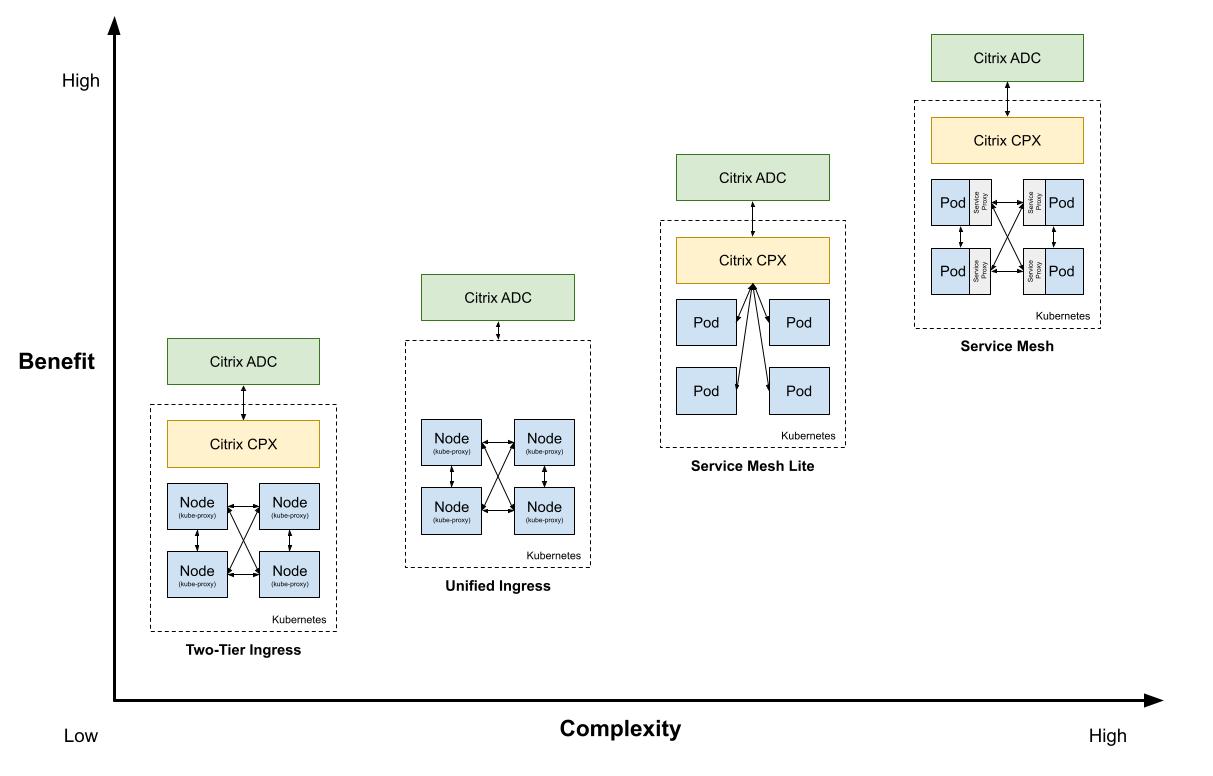 High
Benefit
Low
Complexity
High
Citrix ADC
Citrix CPX
Node
(kube-proxy)
Node
(kube-proxy)
Node
(kube-proxy)
Node
(kube-proxy)
Kubernetes
Two-Tier Ingress
Citrix ADC
Node
(kube-proxy)
Node
(kube-proxy)
Node
(kube-proxy)
Node
(kube-proxy)
Kubernetes
Unified Ingress
Citrix ADC
Citrix CPX
Pod
Pod
Pod
Pod
Kubernetes
Service Mesh Lite
Citrix ADC
Citrix CPX
Pod
Service
Proxy
Service
Proxy
Pod
Pod
Service
Proxy
Service
Proxy
Pod
Kubernetes
Service Mesh